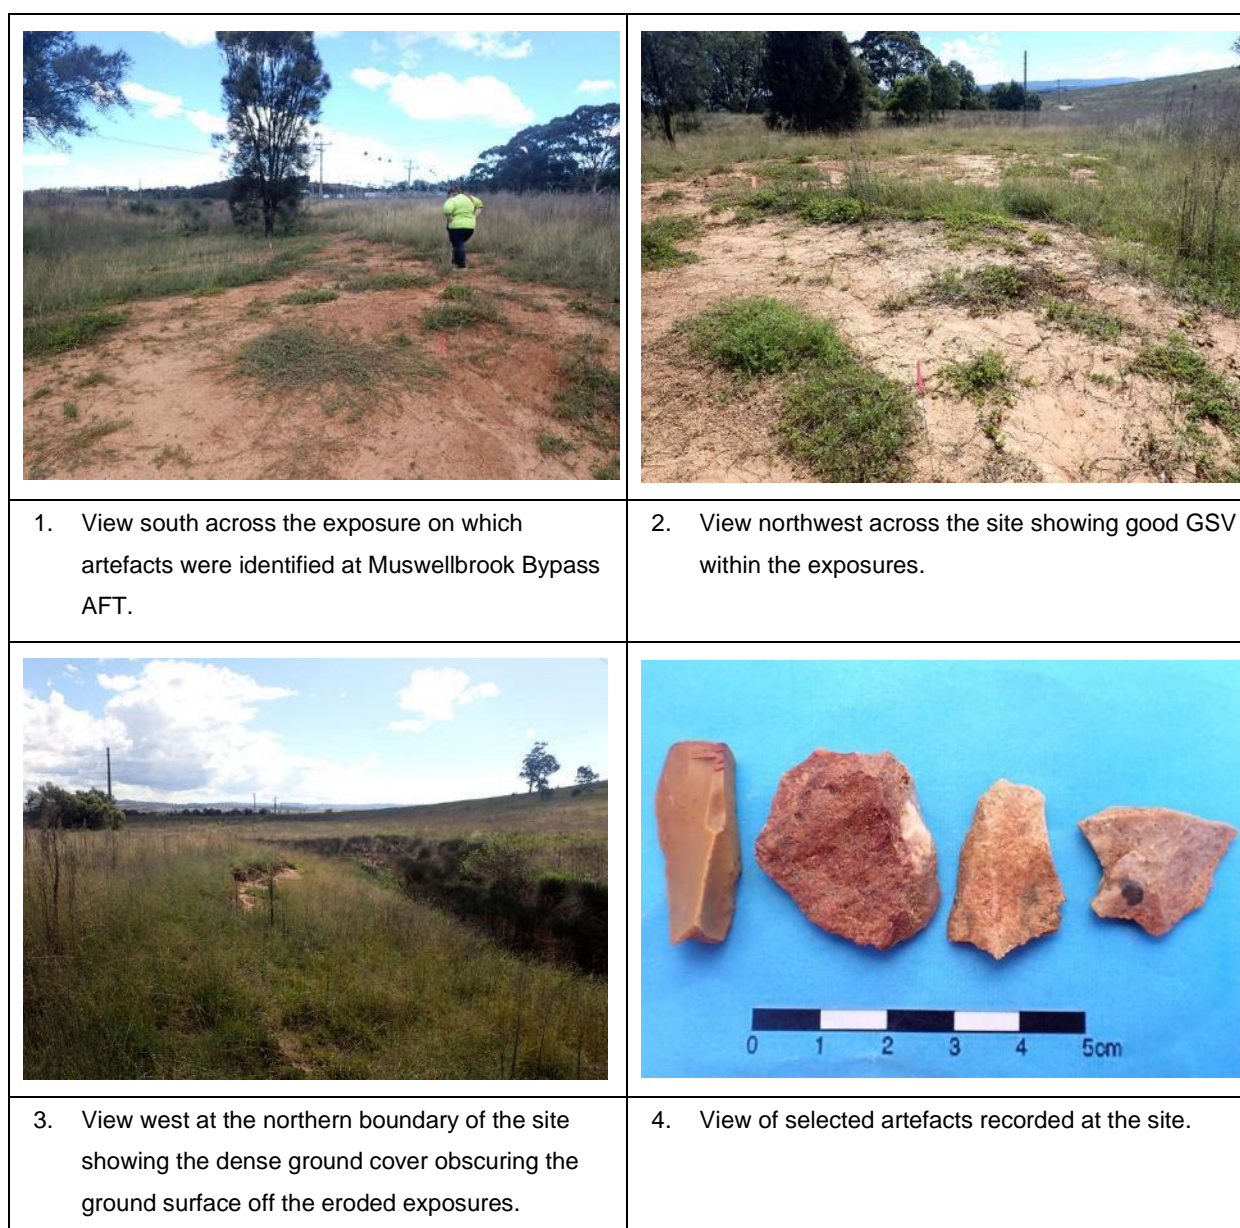 1. View south across the exposure on which
artefacts were identified at Muswellbrook Bypass
AFT.
2. View northwest across the site showing good GSV
within the exposures.
0 1 2 3 4 5cm
3. View west at the northern boundary of the site
showing the dense ground cover obscuring the
ground surface off the eroded exposures.
4. View of selected artefacts recorded at the site.